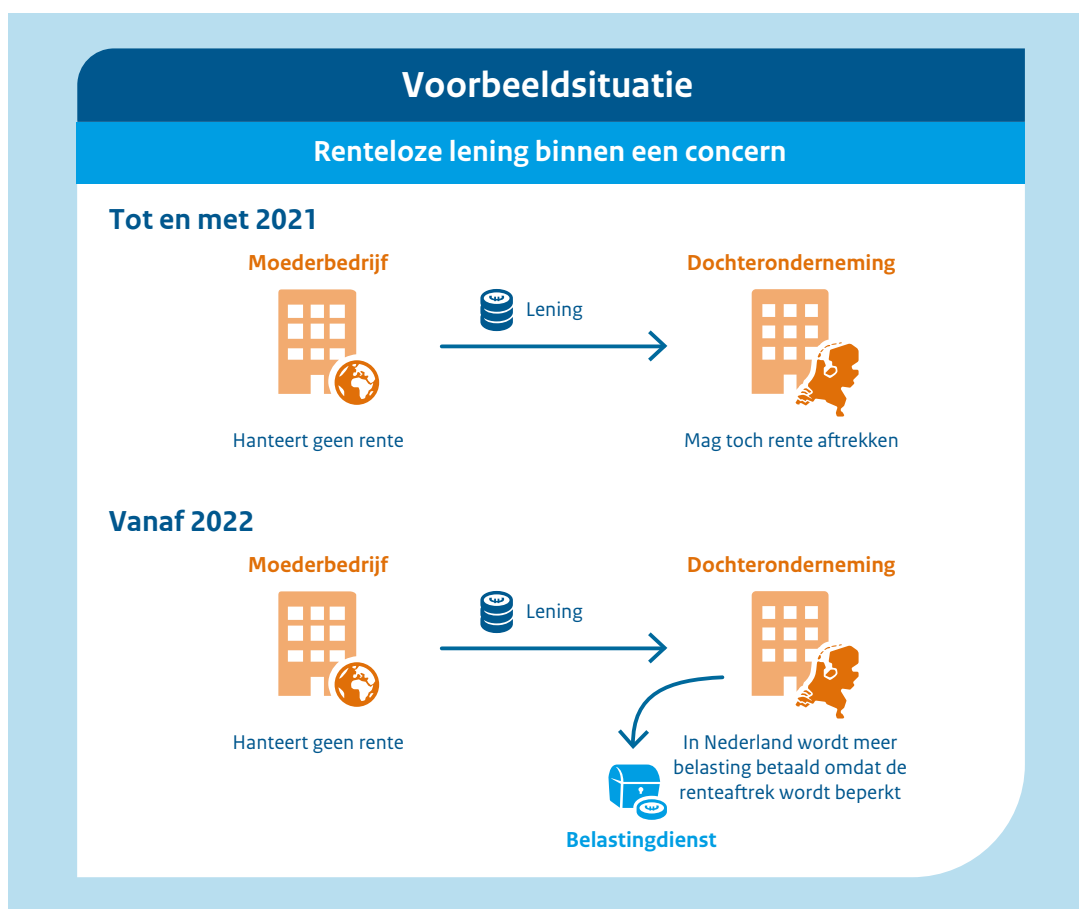 Voorbeeldsituatie
Renteloze lening binnen een concern
Tot en met 2021
Moederbedrijf
Dochteronderneming
Lening
Hanteert geen rente
Mag toch rente aftrekken
Vanaf 2022
Moederbedrijf
Dochteronderneming
Lening
Hanteert geen rente
In Nederland wordt meer
belasting betaald omdat de
renteaftrek wordt beperkt
Belastingdienst